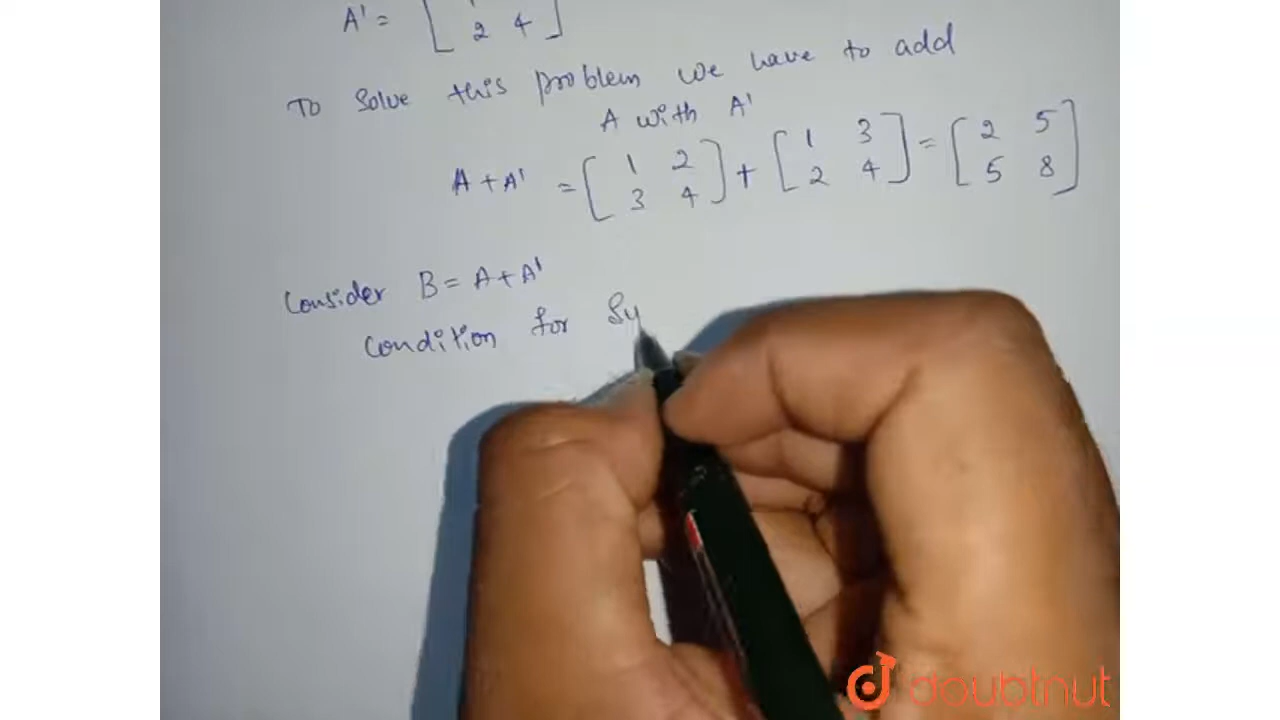 A' = [ 2 4 ]
To solve this problem we have to add
A with A'
A + A' = [ 1 2 3 4 ] + [ 1 3 2 4 ] = [ 2 5 5 8 ]
Consider B = A + A'
Condition for Sy
doubtnut